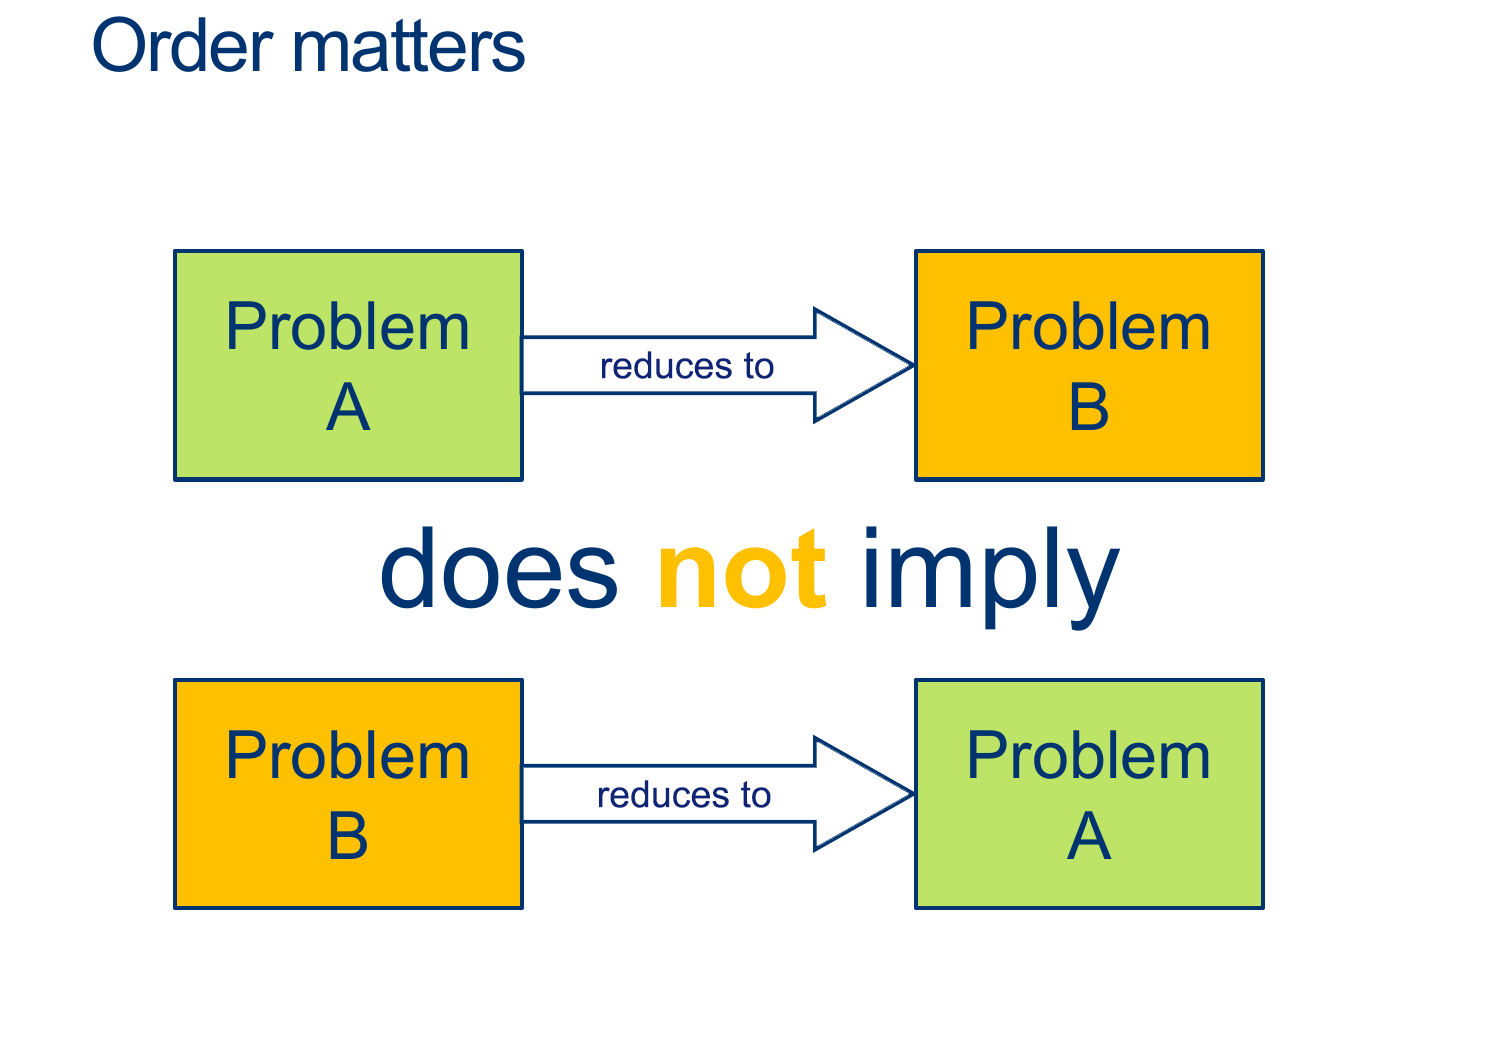 Order matters
Problem
A
reduces to
Problem
B
does not imply
Problem
B
reduces to
Problem
A